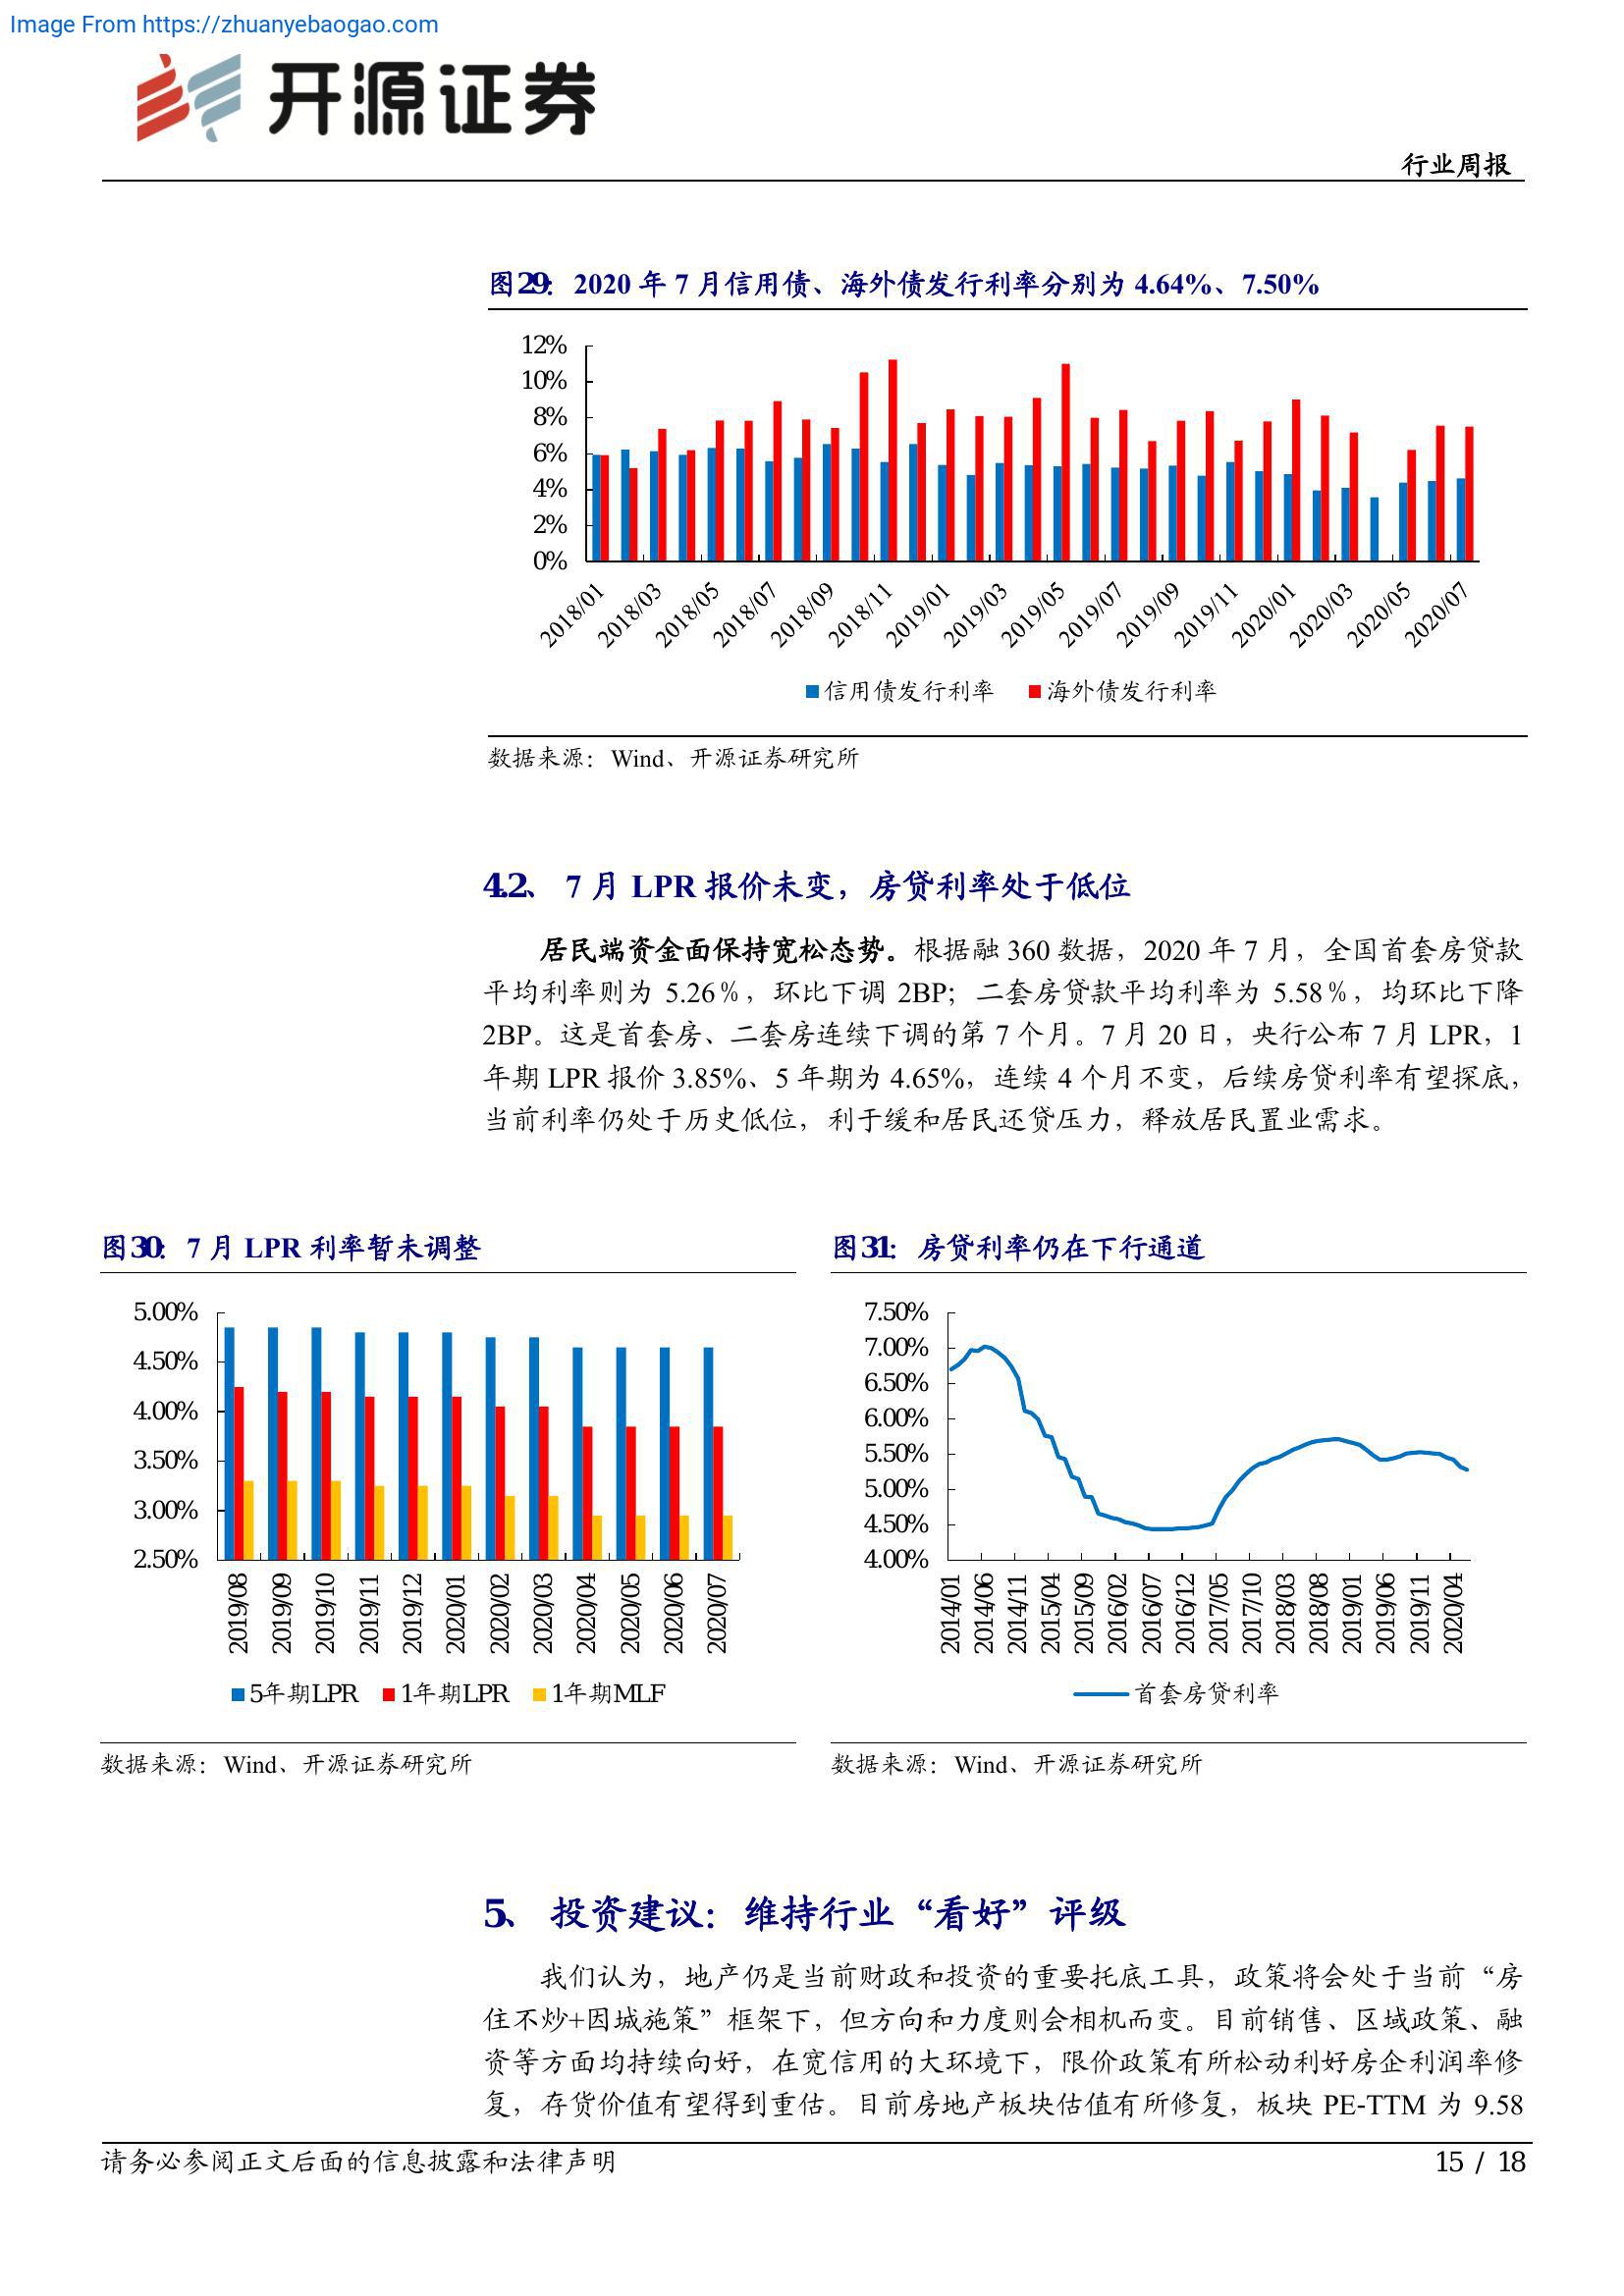 Image From https://zhuanyebaogao.com
开源证券
行业周报
图29： 2020 年 7 月信用债、海外债发行利率分别为 4.64%、7.50%
12%
10%
8%
6%
4%
2%
0%
2018/01 2018/03 2018/05 2018/07 2018/09 2018/11 2019/01 2019/03 2019/05 2019/07 2019/09 2019/11 2020/01 2020/03 2020/05 2020/07
信用债发行利率 海外债发行利率
数据来源：Wind、开源证券研究所
4.2、 7 月 LPR 报价未变，房贷利率处于低位
居民端资金面保持宽松态势。根据融 360 数据，2020 年 7 月，全国首套房贷款
平均利率则为 5.26％，环比下调 2BP；二套房贷款平均利率为 5.58％，均环比下降
2BP。这是首套房、二套房连续下调的第 7 个月。7 月 20 日，央行公布 7 月 LPR，1
年期 LPR 报价 3.85%、5 年期为 4.65%，连续 4 个月不变，后续房贷利率有望探底，
当前利率仍处于历史低位，利于缓和居民还贷压力，释放居民置业需求。
图30： 7 月 LPR 利率暂未调整
5.00%
4.50%
4.00%
3.50%
3.00%
2.50%
2019/08 2019/09 2019/10 2019/11 2019/12 2020/01 2020/02 2020/03 2020/04 2020/05 2020/06 2020/07
5年期LPR 1年期LPR 1年期MLF
数据来源：Wind、开源证券研究所
图31： 房贷利率仍在下行通道
7.50%
7.00%
6.50%
6.00%
5.50%
5.00%
4.50%
4.00%
2014/01 2014/06 2014/11 2015/04 2015/09 2016/02 2016/07 2016/12 2017/05 2017/10 2018/03 2018/08 2019/01 2019/06 2019/11 2020/04
首套房贷利率
数据来源：Wind、开源证券研究所
5、 投资建议：维持行业“看好”评级
我们认为，地产仍是当前财政和投资的重要托底工具，政策将会处于当前“房
住不炒+因城施策”框架下，但方向和力度则会相机而变。目前销售、区域政策、融
资等方面均持续向好，在宽信用的大环境下，限价政策有所松动利好房企利润率修
复，存货价值有望得到重估。目前房地产板块估值有所修复，板块 PE-TTM 为 9.58
请务必参阅正文后面的信息披露和法律声明
15 / 18